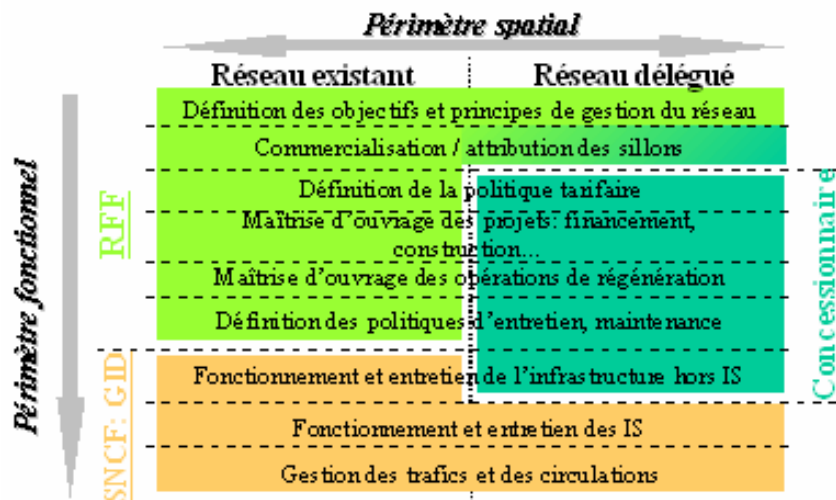 Périmètre spatial
Réseau existant
Réseau délégué
Périmètre fonctionnel
RFF
SNCF: GID
Concessionnaire
Définition des objectifs et principes de gestion du réseau
Commercialisation / attribution des sillons
Définition de la politique tarifaire
Maîtrise d'ouvrage des projets: financement,
construction...
Maîtrise d'ouvrage des opérations de régénération
Définition des politiques d'entretien, maintenance
Fonctionnement et entretien de l'infrastructure hors IS
Fonctionnement et entretien des IS
Gestion des trafics et des circulations